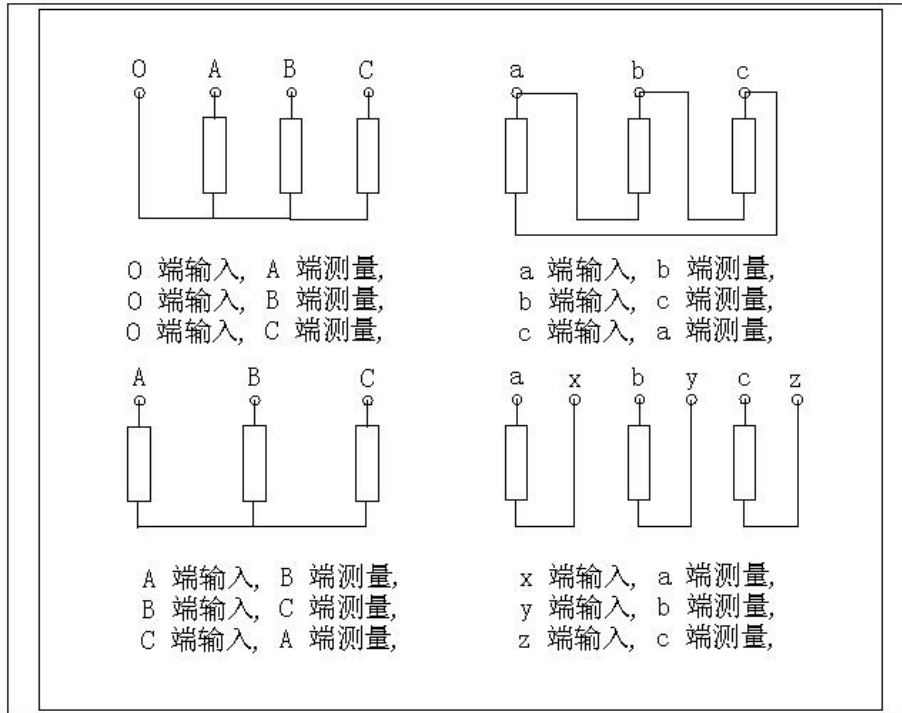 O A B C
a b c
O 端输入, A 端测量,
O 端输入, B 端测量,
O 端输入, C 端测量,
a 端输入, b 端测量,
b 端输入, c 端测量,
c 端输入, a 端测量,
A B C
a x b y c z
A 端输入, B 端测量,
B 端输入, C 端测量,
C 端输入, A 端测量,
x 端输入, a 端测量,
y 端输入, b 端测量,
z 端输入, c 端测量,